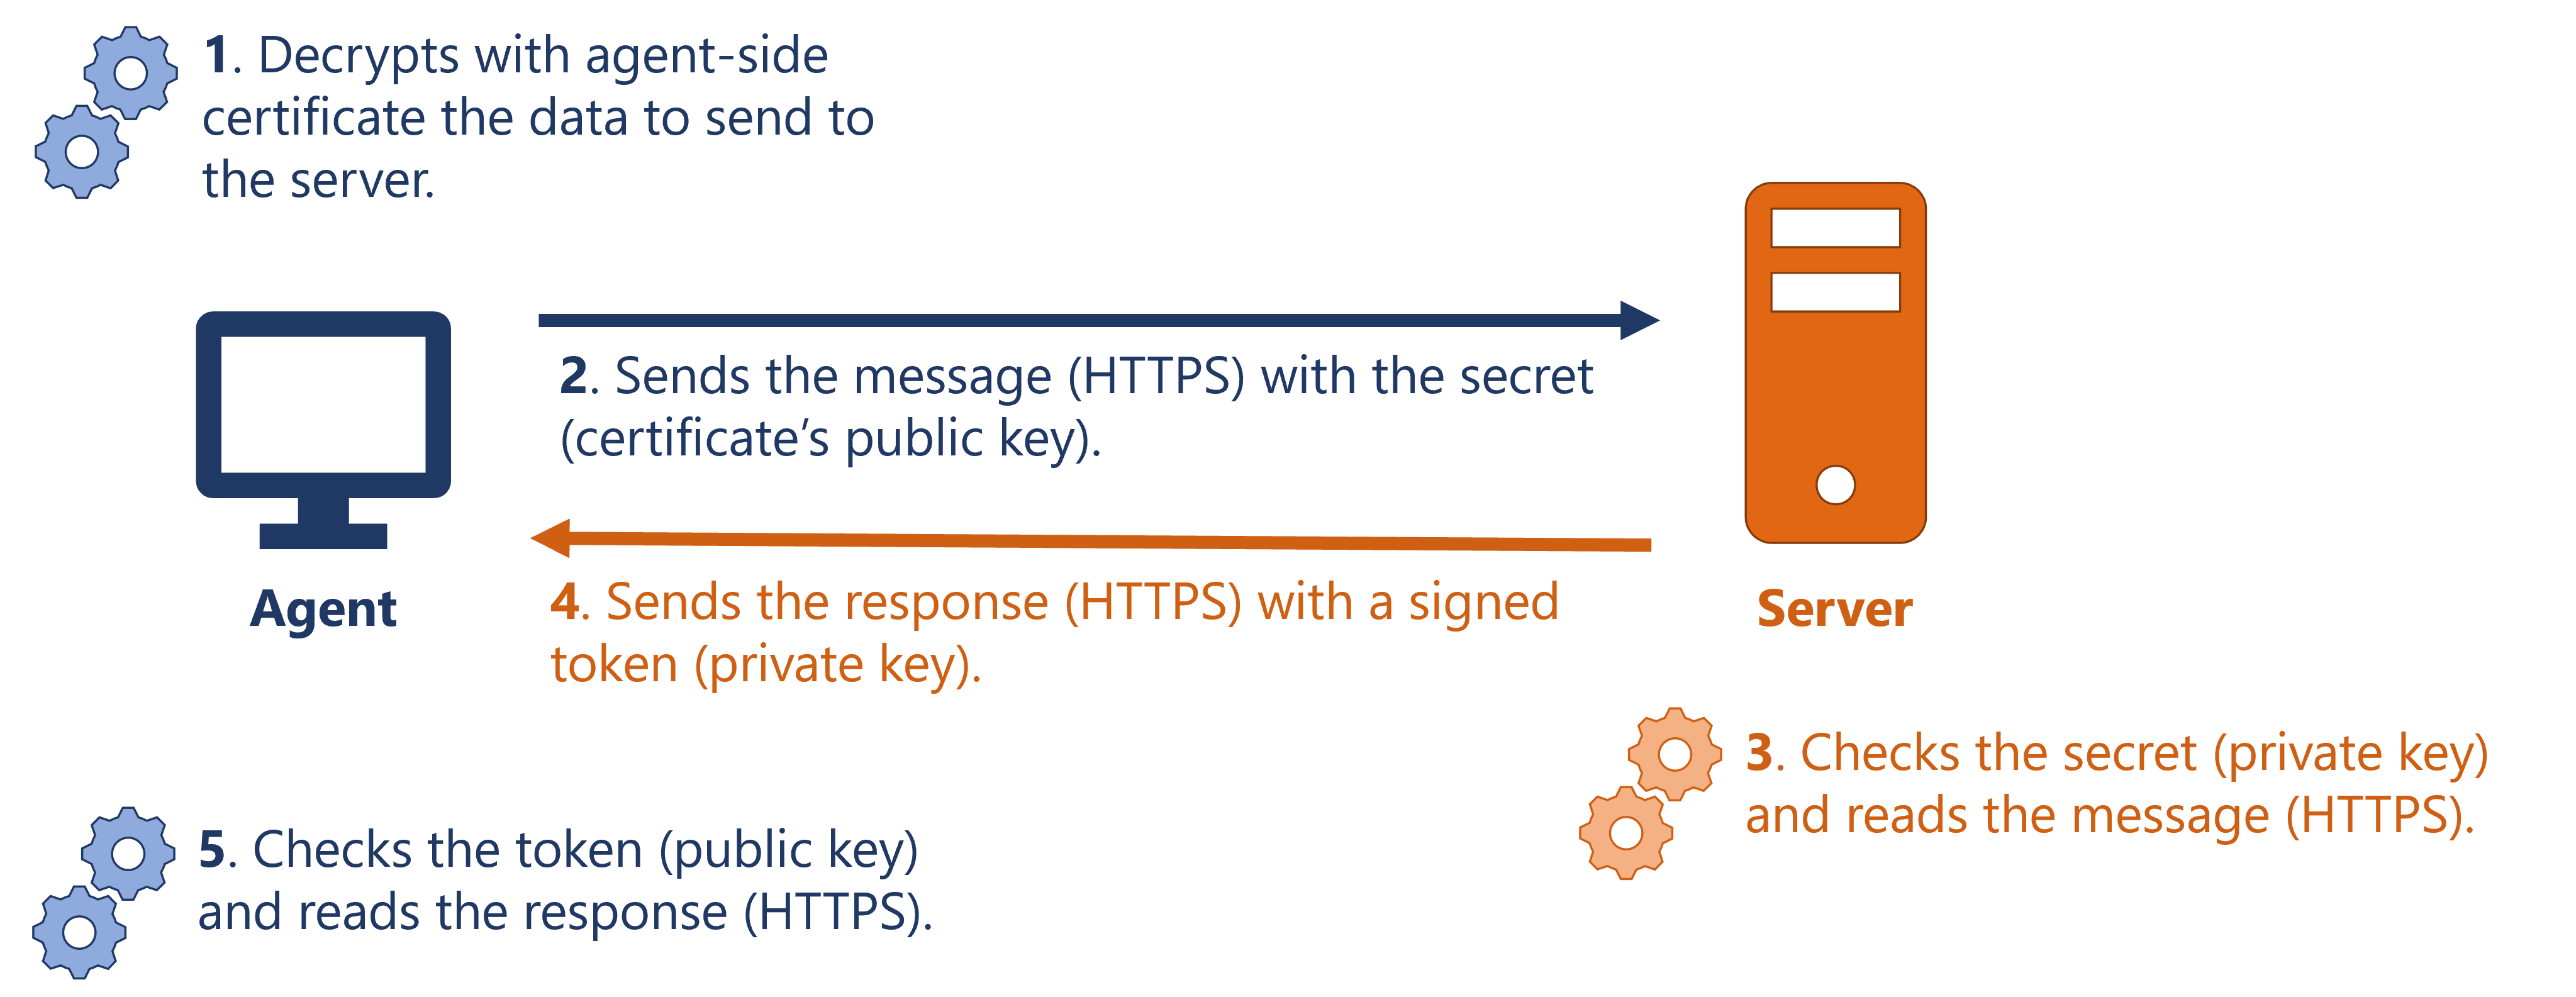 1. Decrypts with agent-side
certificate the data to send to
the server.
2. Sends the message (HTTPS) with the secret
(certificate’s public key).
Agent
4. Sends the response (HTTPS) with a signed
token (private key).
Server
3. Checks the secret (private key)
and reads the message (HTTPS).
5. Checks the token (public key)
and reads the response (HTTPS).